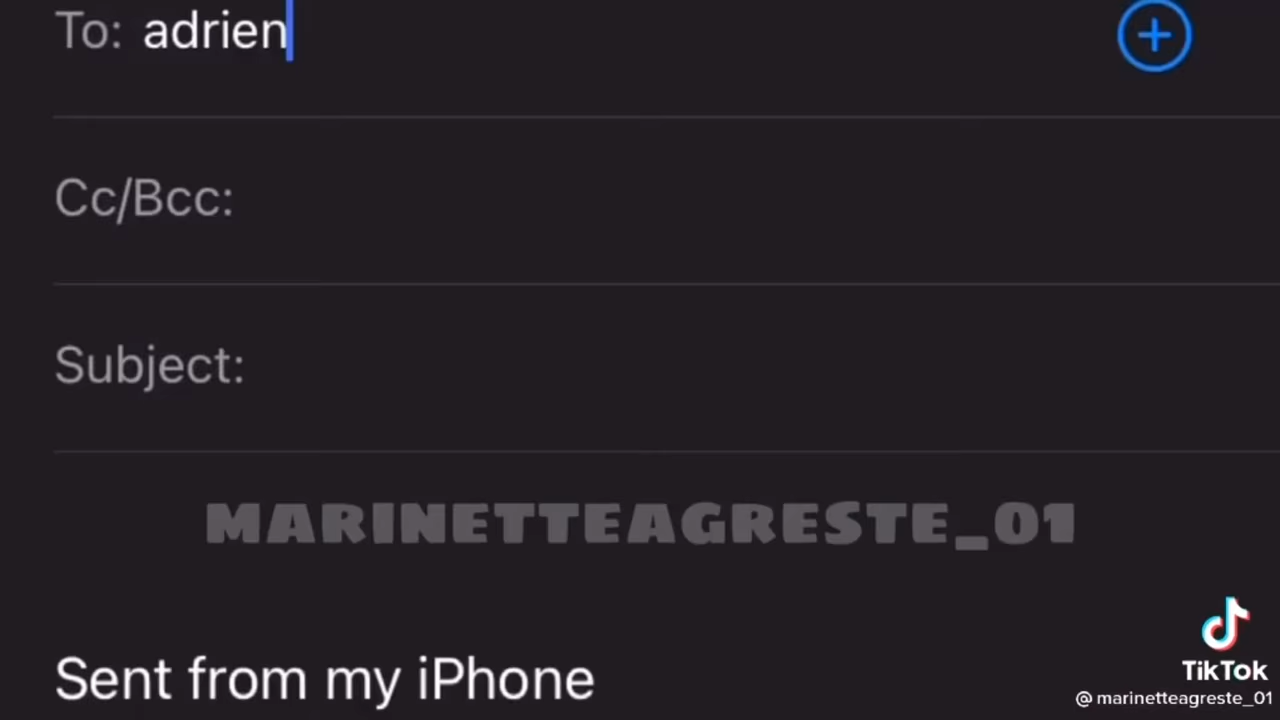 To: adrien
Cc/Bcc:
Subject:
MARINETTEAGRESTE_01
Sent from my iPhone
TikTok
@marinetteagreste_01